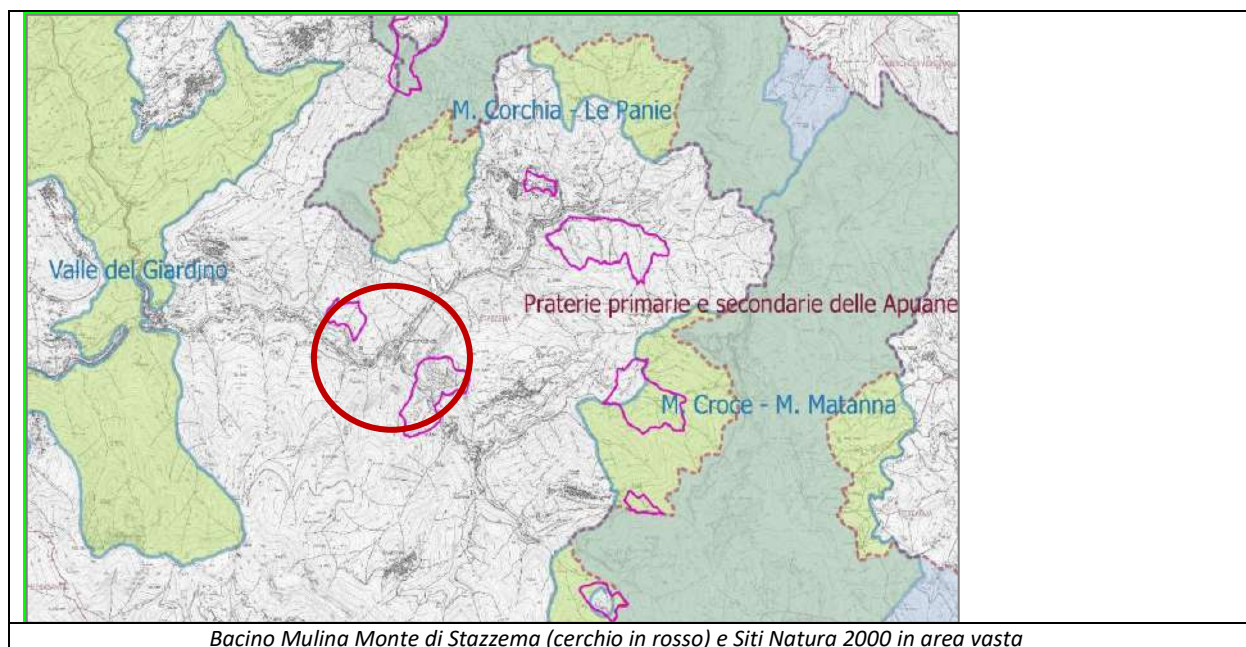 M. Corchia - Le Panie
Valle del Giardino
Praterie primarie e secondarie delle Apuane
M. Croce - M. Matanna
Bacino Mulina Monte di Stazzema (cerchio in rosso) e Siti Natura 2000 in area vasta